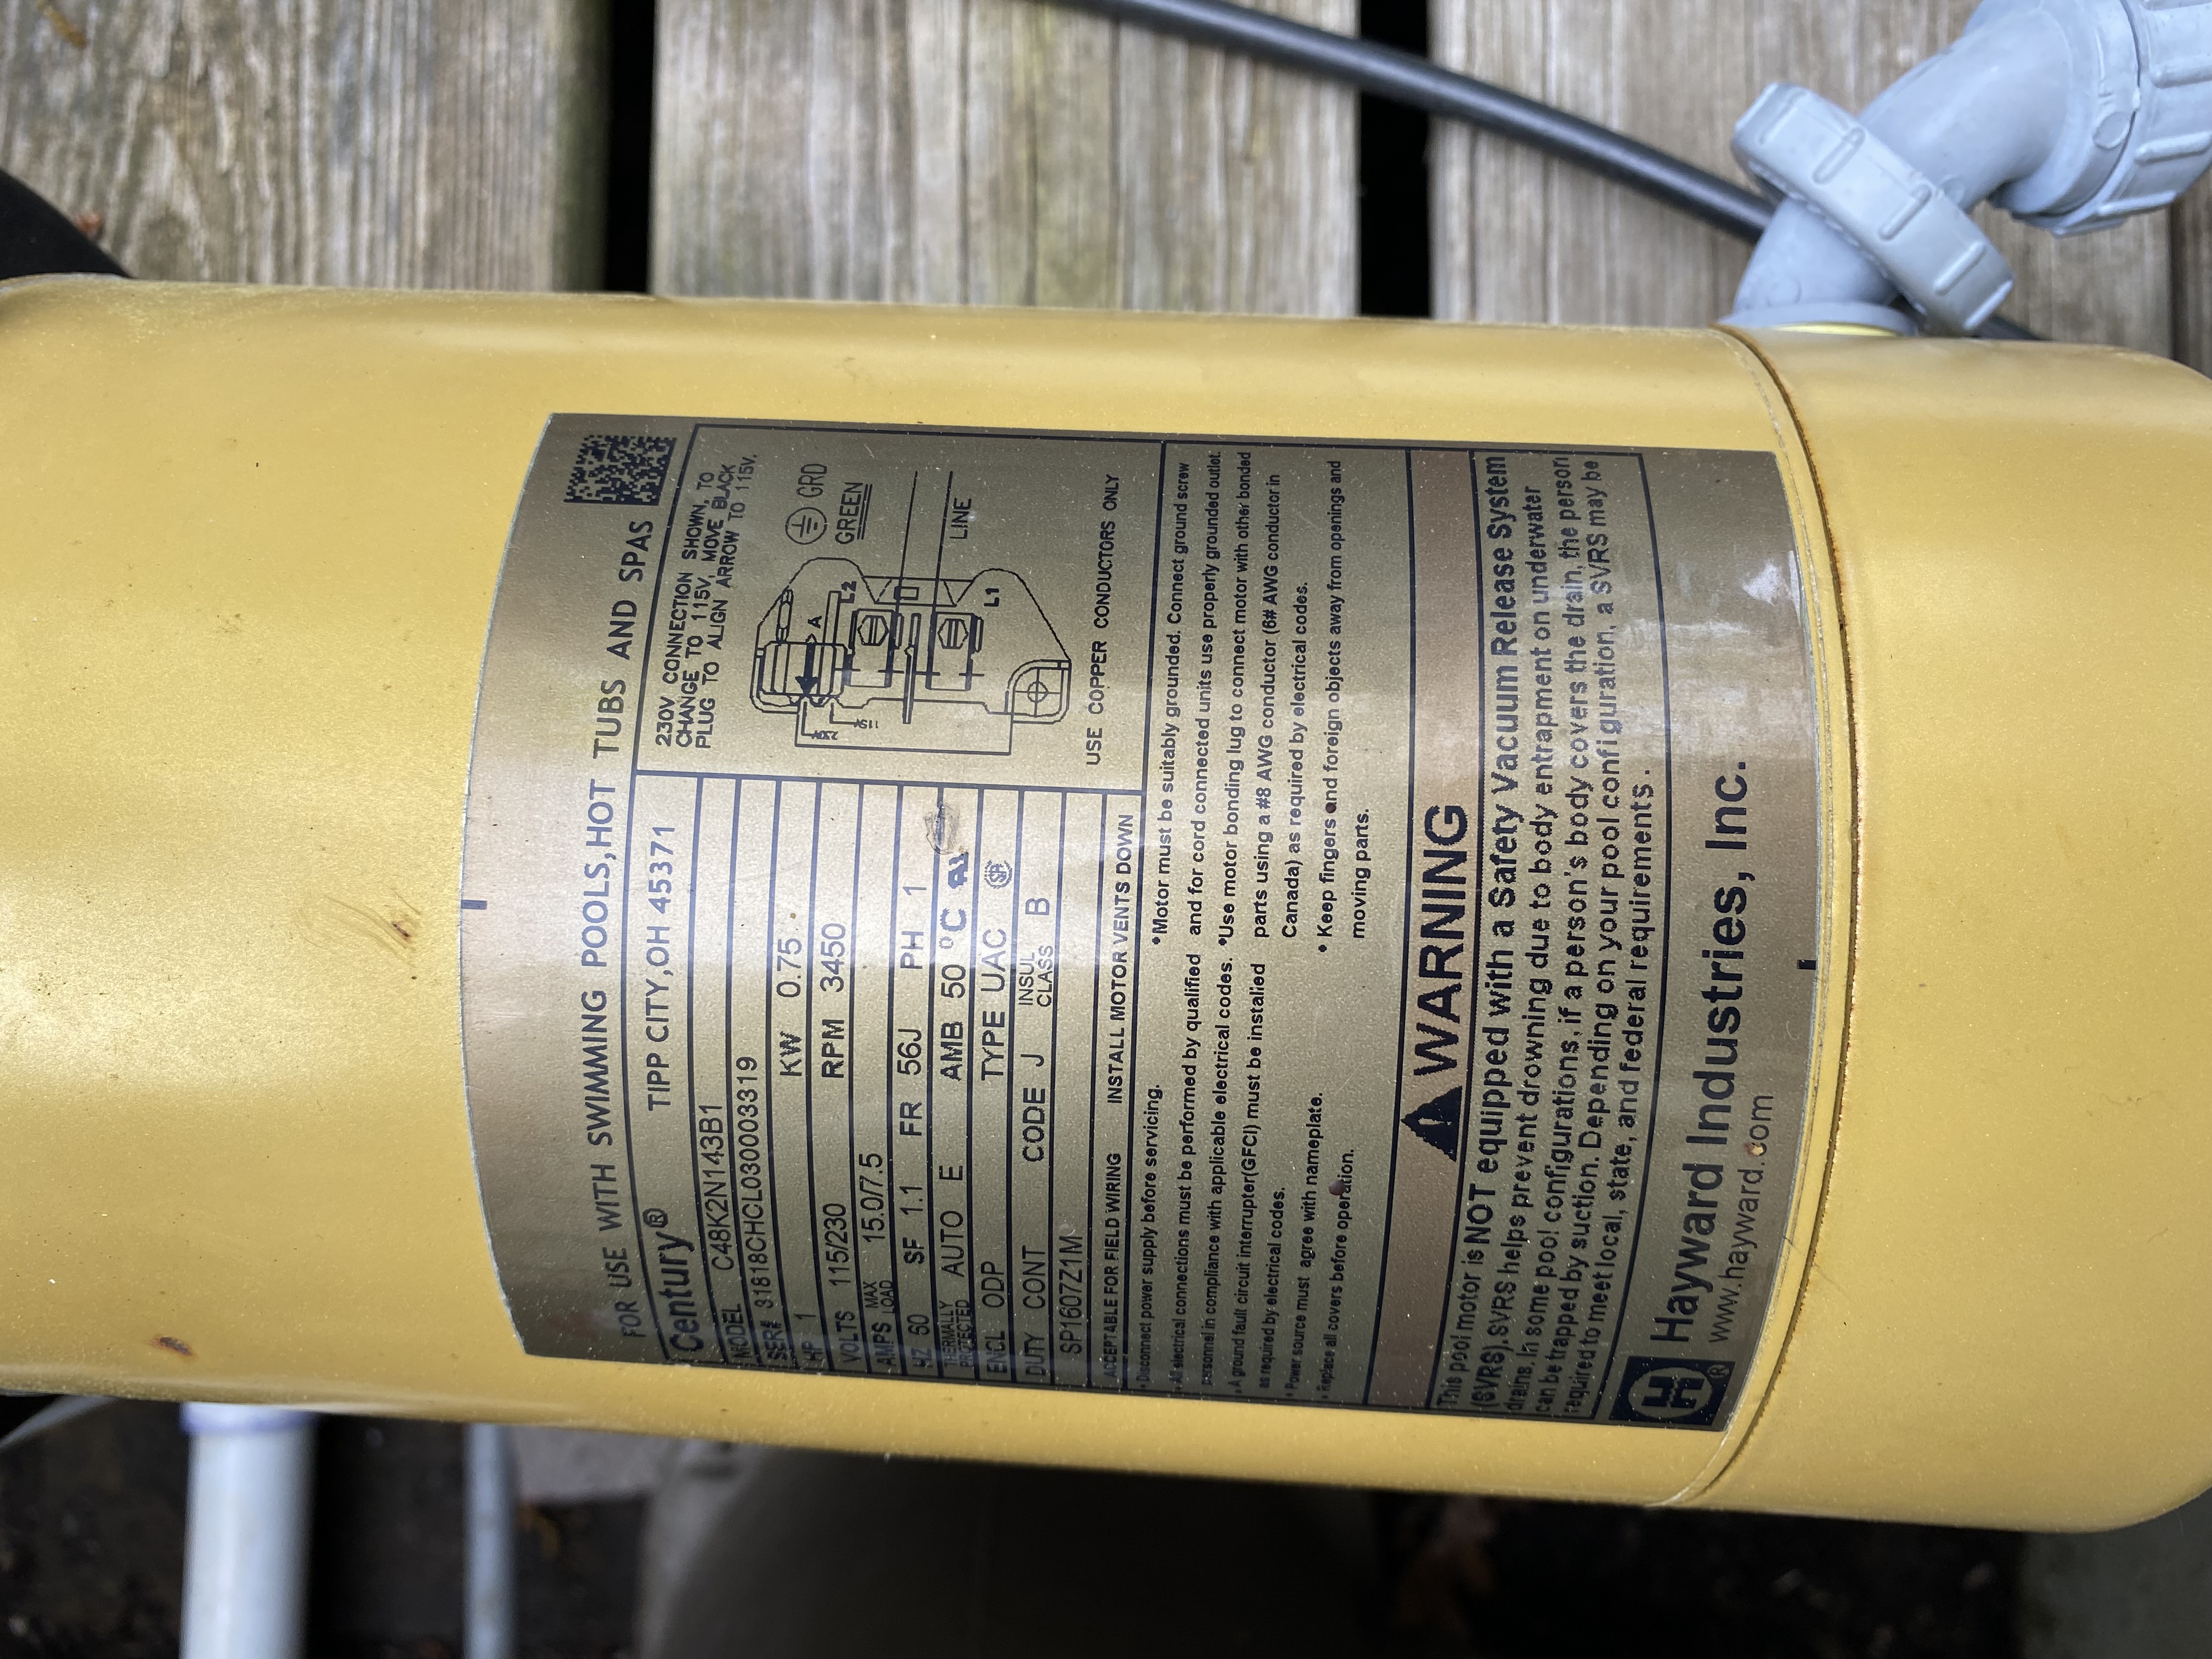 FOR USE WITH SWIMMING POOLS,HOT TUBS AND SPAS
Century® TIPP CITY,OH 45371
MODEL C48K2N143B1
SER# 31818CHCL030003319
HP 1 KW 0.75
VOLTS 115/230 RPM 3450
AMPS MAX LOAD 15.0/7.5
HZ 60 SF 1.1 FR 56J PH 1
THERMALLY PROTECTED AUTO E AMB 50 °C
ENCL ODP TYPE UAC SA
DUTY CONT CODE J INSUL CLASS B
SP1607Z1M
ACCEPTABLE FOR FIELD WIRING INSTALL MOTOR VENTS DOWN
230V CONNECTION SHOWN, TO
CHANGE TO 115V, MOVE BLACK
PLUG TO ALIGN ARROW TO 115V.
GRD
GREEN
A
L2
230V
115V
LINE
L1
USE COPPER CONDUCTORS ONLY
• Disconnect power supply before servicing.
• All electrical connections must be performed by qualified
personnel in compliance with applicable electrical codes.
• A ground fault circuit interrupter(GFCI) must be installed
as required by electrical codes.
• Power source must agree with nameplate.
• Replace all covers before operation.
•Motor must be suitably grounded. Connect ground screw
and for cord connected units use properly grounded outlet.
•Use motor bonding lug to connect motor with other bonded
parts using a #8 AWG conductor (6# AWG conductor in
Canada) as required by electrical codes.
• Keep fingers and foreign objects away from openings and
moving parts.
WARNING
This pool motor is NOT equipped with a Safety Vacuum Release System
(SVRS), SVRS helps prevent drowning due to body entrapment on underwater
drains. In some pool configurations, if a person's body covers the drain, the person
can be trapped by suction. Depending on your pool configuration, a SVRS may be
required to meet local, state, and federal requirements.
H Hayward Industries, Inc.
® www.hayward.com